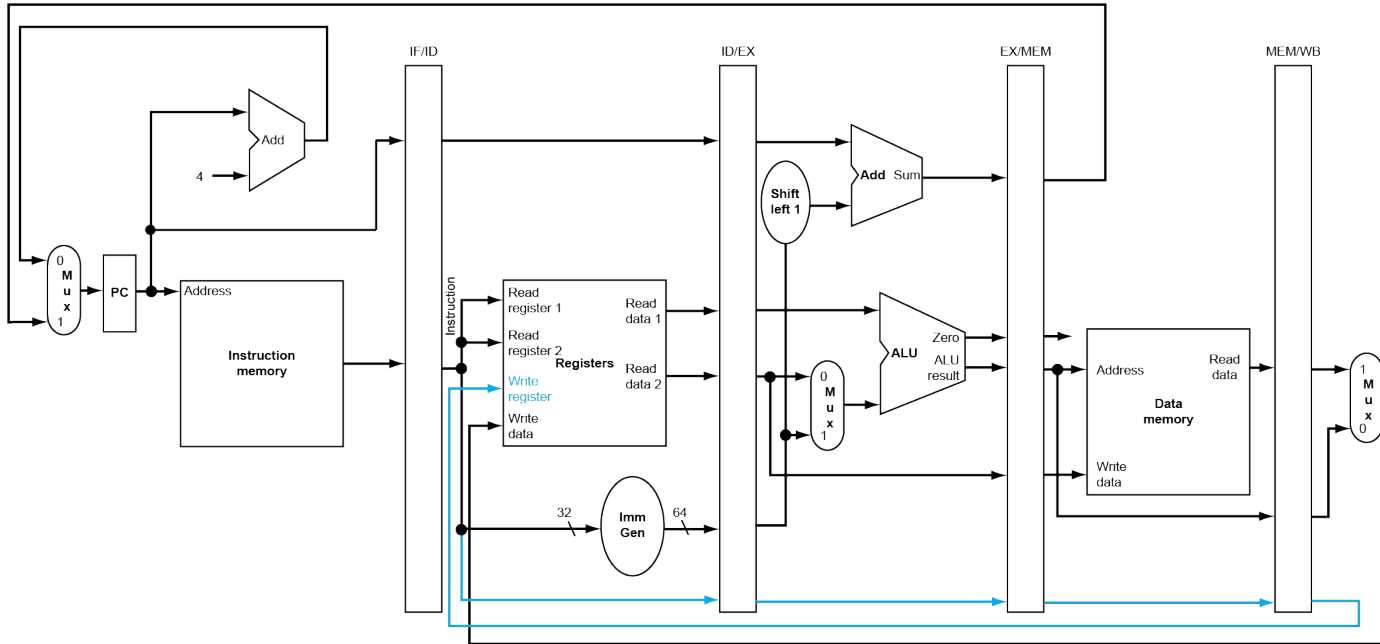 IF/ID
ID/EX
EX/MEM
MEM/WB
Add
4
Add Sum
Shift
left 1
0
M
u
x
1
PC
Address
Instruction
memory
Instruction
Read
register 1
Read
register 2
Write
register
Write
data
Registers
Read
data 1
Read
data 2
32
Imm
Gen
64
0
M
u
x
1
Zero
ALU
ALU
result
Address
Write
data
Data
memory
Read
data
1
M
u
x
0